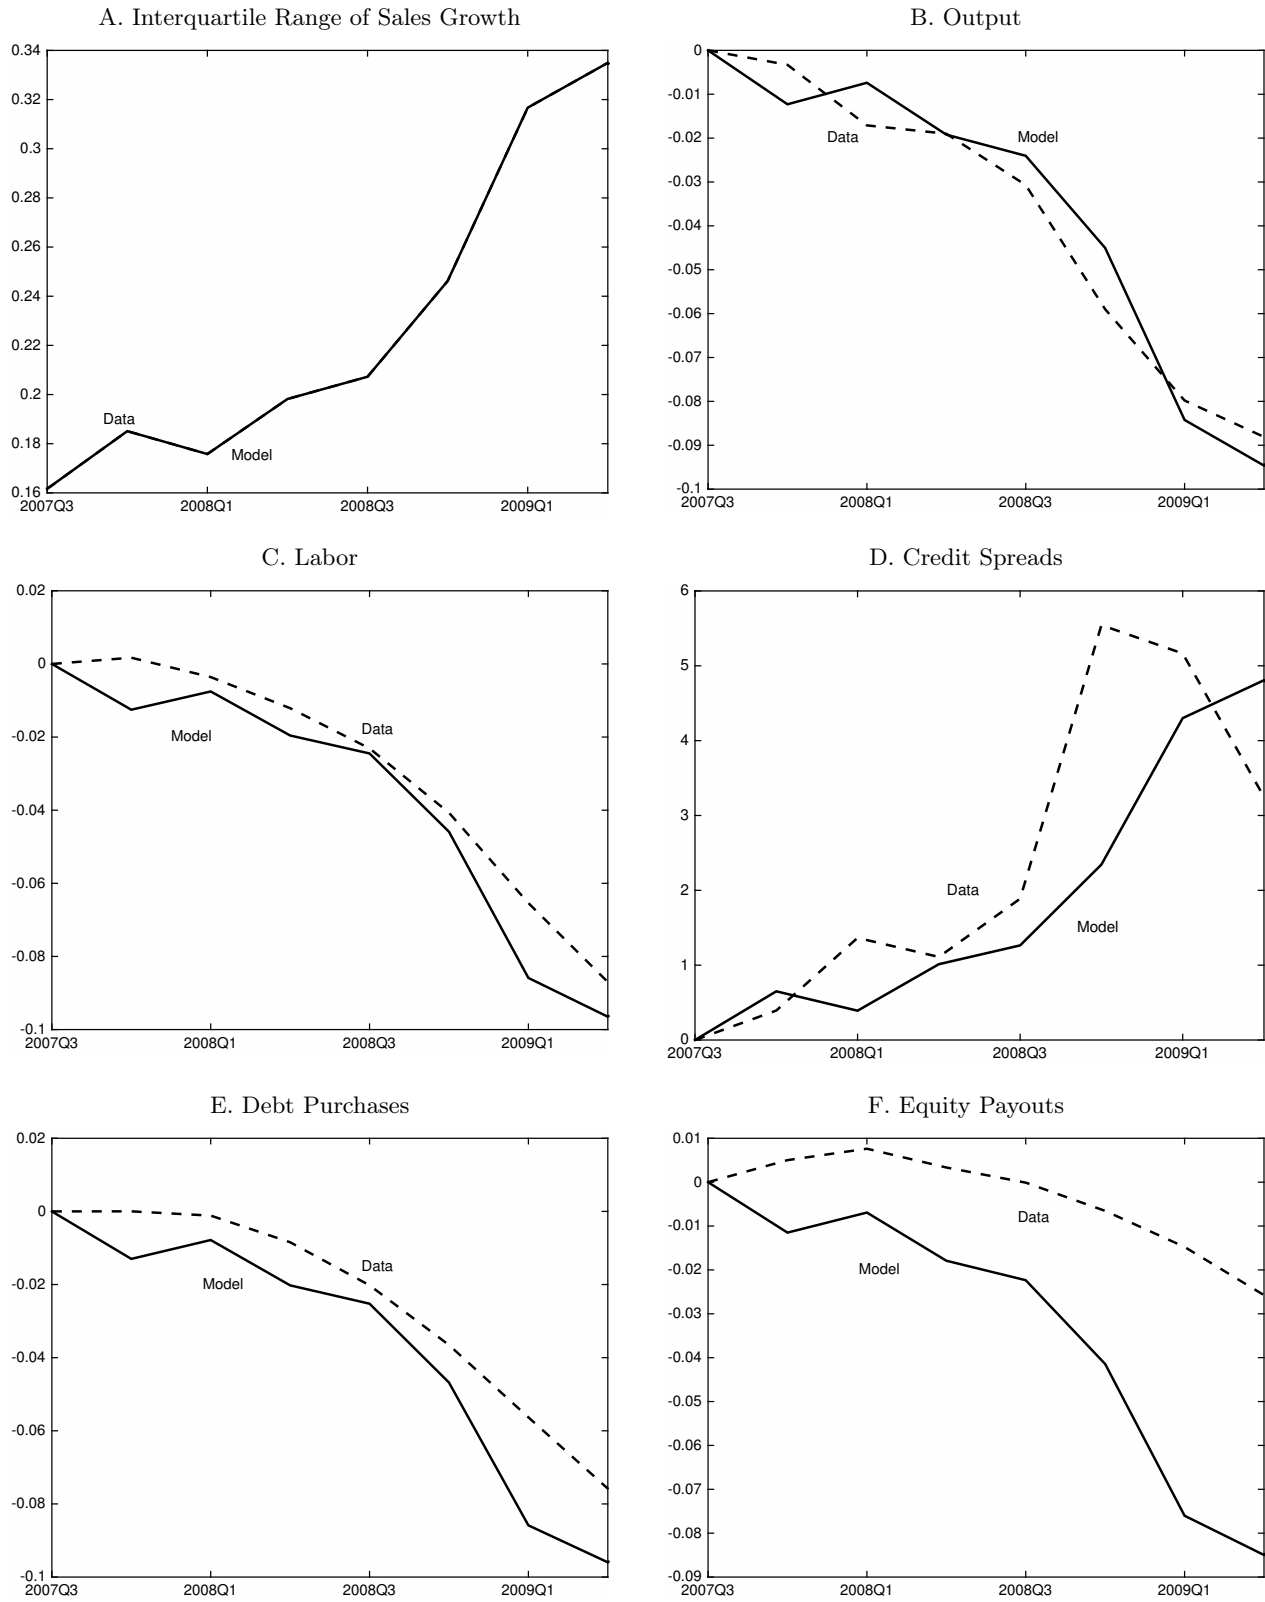 A. Interquartile Range of Sales Growth
0.34
0.32
0.3
0.28
0.26
0.24
0.22
0.2
0.18
0.16
Data
Model
2007Q3 2008Q1 2008Q3 2009Q1
B. Output
0
-0.01
-0.02
-0.03
-0.04
-0.05
-0.06
-0.07
-0.08
-0.09
-0.1
Data
Model
2007Q3 2008Q1 2008Q3 2009Q1
C. Labor
0.02
0
-0.02
-0.04
-0.06
-0.08
-0.1
Data
Model
2007Q3 2008Q1 2008Q3 2009Q1
D. Credit Spreads
6
5
4
3
2
1
0
Data
Model
2007Q3 2008Q1 2008Q3 2009Q1
E. Debt Purchases
0.02
0
-0.02
-0.04
-0.06
-0.08
-0.1
Data
Model
2007Q3 2008Q1 2008Q3 2009Q1
F. Equity Payouts
0.01
0
-0.01
-0.02
-0.03
-0.04
-0.05
-0.06
-0.07
-0.08
-0.09
Data
Model
2007Q3 2008Q1 2008Q3 2009Q1